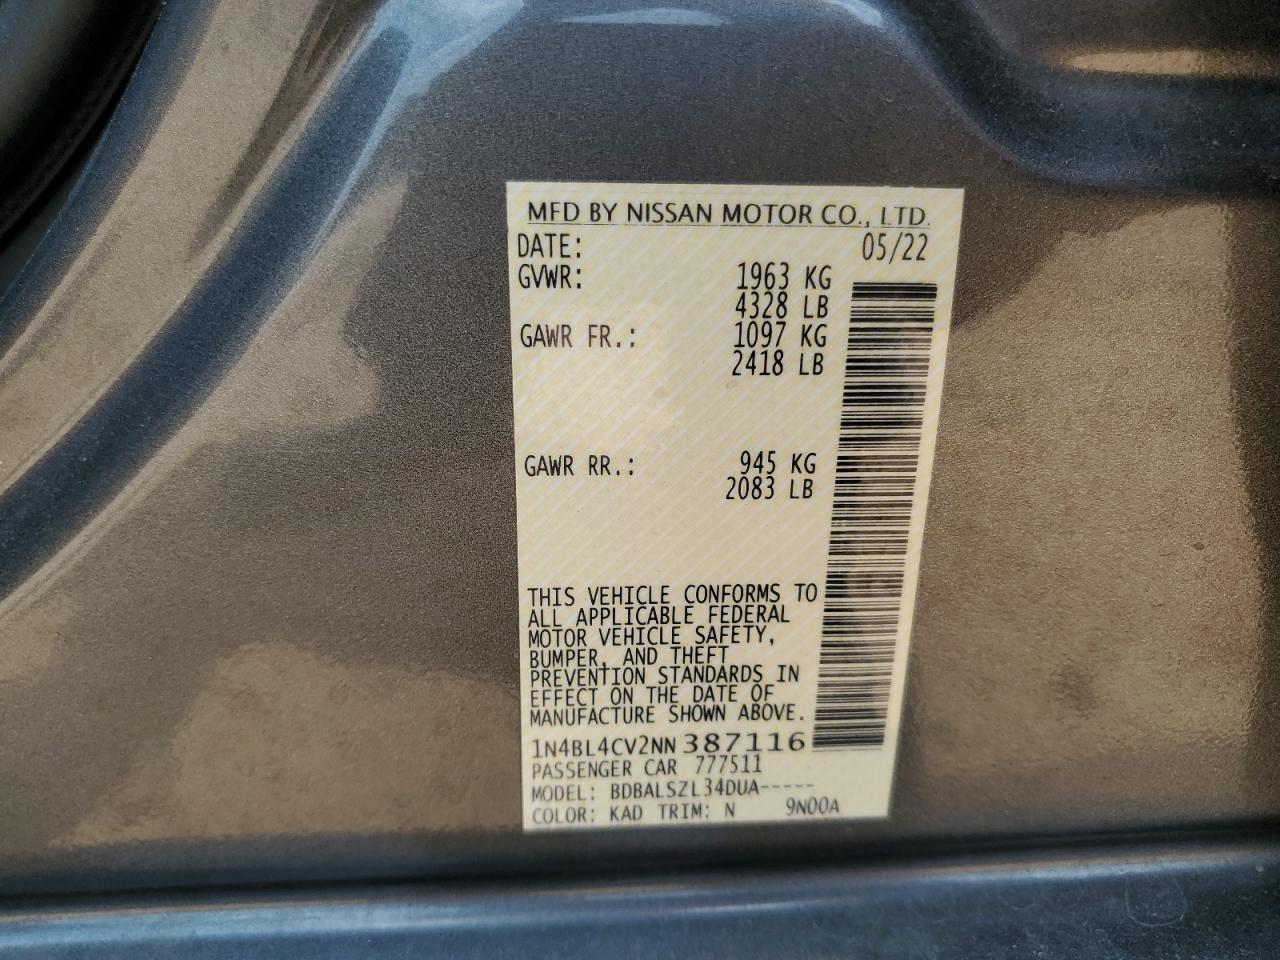 MFD BY NISSAN MOTOR CO., LTD.
DATE: 05/22
GVWR: 1963 KG
4328 LB
GAWR FR.: 1097 KG
2418 LB
GAWR RR.: 945 KG
2083 LB
THIS VEHICLE CONFORMS TO
ALL APPLICABLE FEDERAL
MOTOR VEHICLE SAFETY,
BUMPER, AND THEFT
PREVENTION STANDARDS IN
EFFECT ON THE DATE OF
MANUFACTURE SHOWN ABOVE.
1N4BL4CV2NN387116
PASSENGER CAR 777511
MODEL: BDBALSZL34DUA-----
COLOR: KAD TRIM: N 9N00A